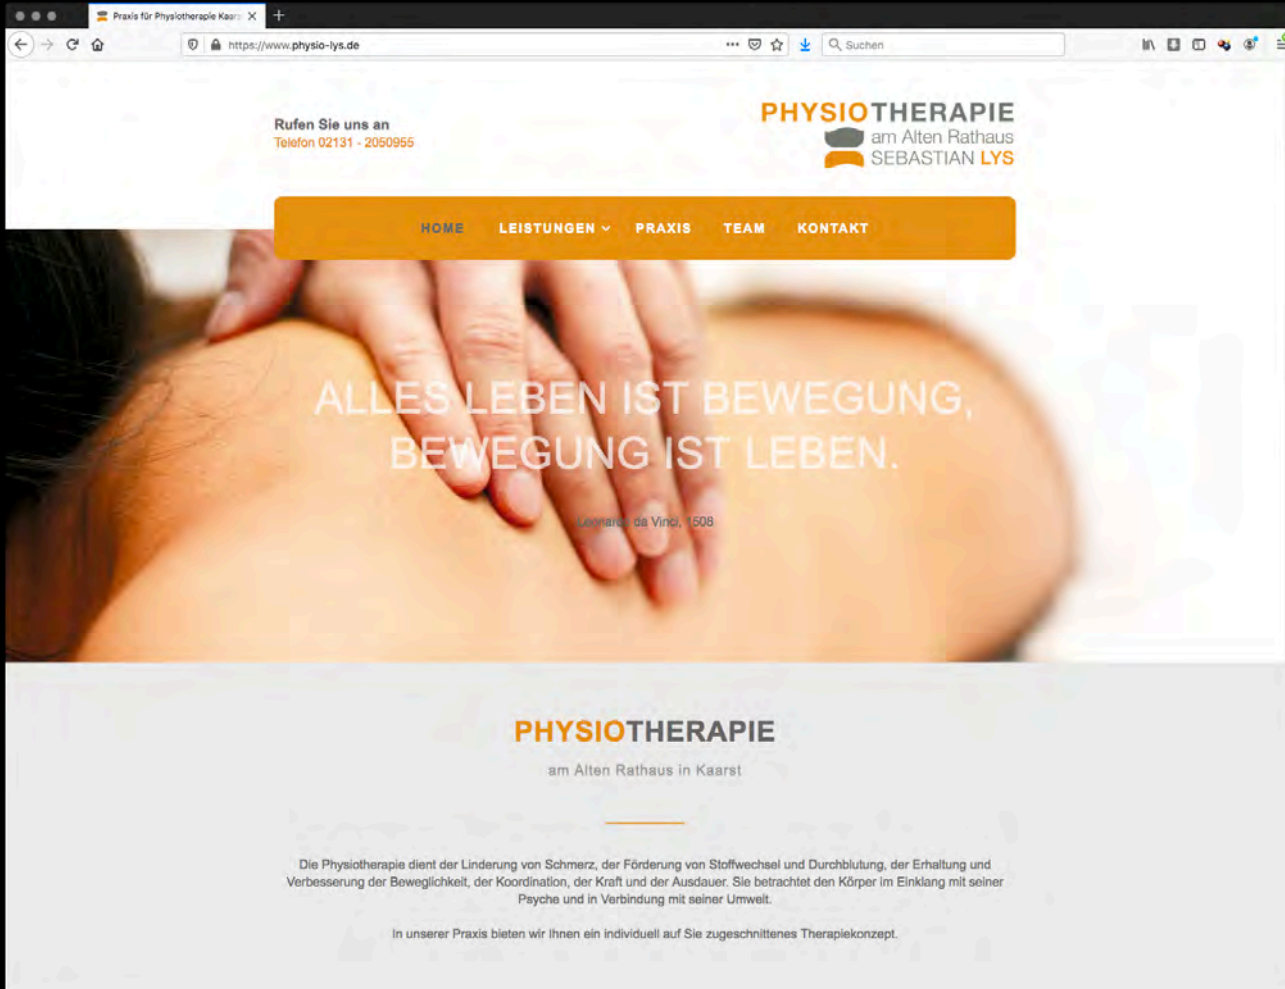 Praxis für Physiotherapie Kaars
https://www.physio-lys.de
Suchen
Rufen Sie uns an
Telefon 02131 - 2050955
PHYSIOTHERAPIE
am Alten Rathaus
SEBASTIAN LYS
HOME LEISTUNGEN PRAXIS TEAM KONTAKT
ALLES LEBEN IST BEWEGUNG,
BEWEGUNG IST LEBEN.
Leonardo da Vinci, 1508
PHYSIOTHERAPIE
am Alten Rathaus in Kaarst
Die Physiotherapie dient der Linderung von Schmerz, der Förderung von Stoffwechsel und Durchblutung, der Erhaltung und
Verbesserung der Beweglichkeit, der Koordination, der Kraft und der Ausdauer. Sie betrachtet den Körper im Einklang mit seiner
Psyche und in Verbindung mit seiner Umwelt.
In unserer Praxis bieten wir Ihnen ein individuell auf Sie zugeschnittenes Therapiekonzept.